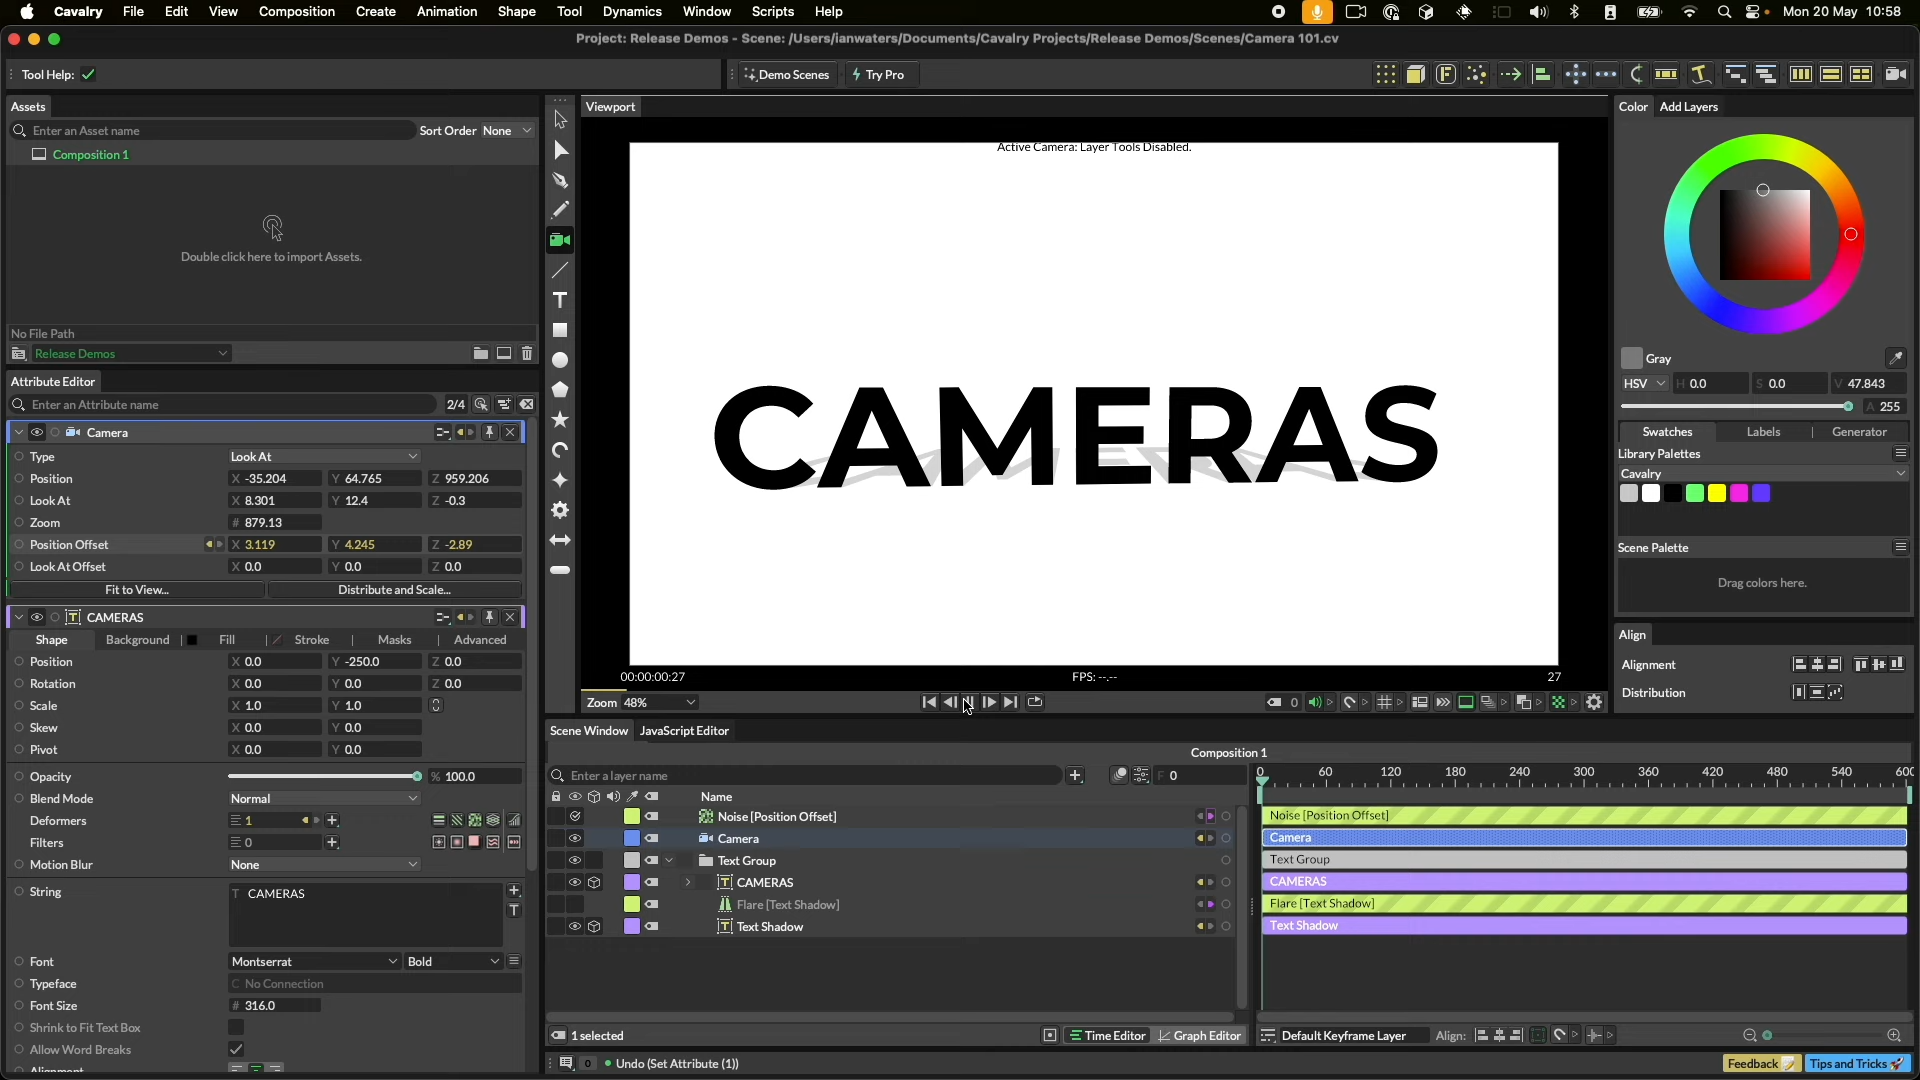 Cavalry File Edit View Composition Create Animation Shape Tool Dynamics Window Scripts Help Mon 20 May 10:58
Project: Release Demos - Scene: /Users/ianwaters/Documents/Cavalry Projects/Release Demos/Scenes/Camera 101.cv
Tool Help: Demo Scenes Try Pro
Assets
Enter an Asset name Sort Order None
Composition 1
Double click here to import Assets.
No File Path
Release Demos
Attribute Editor
Enter an Attribute name 2/4
Camera
Type Look At
Position X -35.204 Y 64.765 Z 959.206
Look At X 8.301 Y 12.4 Z -0.3
Zoom # 879.13
Position Offset X 3.119 Y 4.245 Z -2.89
Look At Offset X 0.0 Y 0.0 Z 0.0
Fit to View... Distribute and Scale...
CAMERAS
Shape Background Fill Stroke Masks Advanced
Position X 0.0 Y -250.0 Z 0.0
Rotation X 0.0 Y 0.0 Z 0.0
Scale X 1.0 Y 1.0
Skew X 0.0 Y 0.0
Pivot X 0.0 Y 0.0
Opacity % 100.0
Blend Mode Normal
Deformers 1
Filters 0
Motion Blur None
String T CAMERAS
Font Montserrat Bold
Typeface C No Connection
Font Size # 316.0
Shrink to Fit Text Box
Allow Word Breaks
Alignment
Viewport
Active Camera: Layer Tools Disabled.
CAMERAS
00:00:00:27 FPS: --.-- 27
Zoom 48% 0
Scene Window JavaScript Editor
Composition 1
Enter a layer name F 0
0 60 120 180 240 300 360 420 480 540 600
Name
Noise [Position Offset] Noise [Position Offset]
Camera Camera
Text Group Text Group
CAMERAS CAMERAS
Flare [Text Shadow] Flare [Text Shadow]
Text Shadow Text Shadow
1 selected Time Editor Graph Editor Default Keyframe Layer Align:
0 Undo (Set Attribute (1)) Feedback Tips and Tricks
Color Add Layers
Gray
HSV H 0.0 S 0.0 V 47.843
A 255
Swatches Labels Generator
Library Palettes
Cavalry
Scene Palette
Drag colors here.
Align
Alignment
Distribution